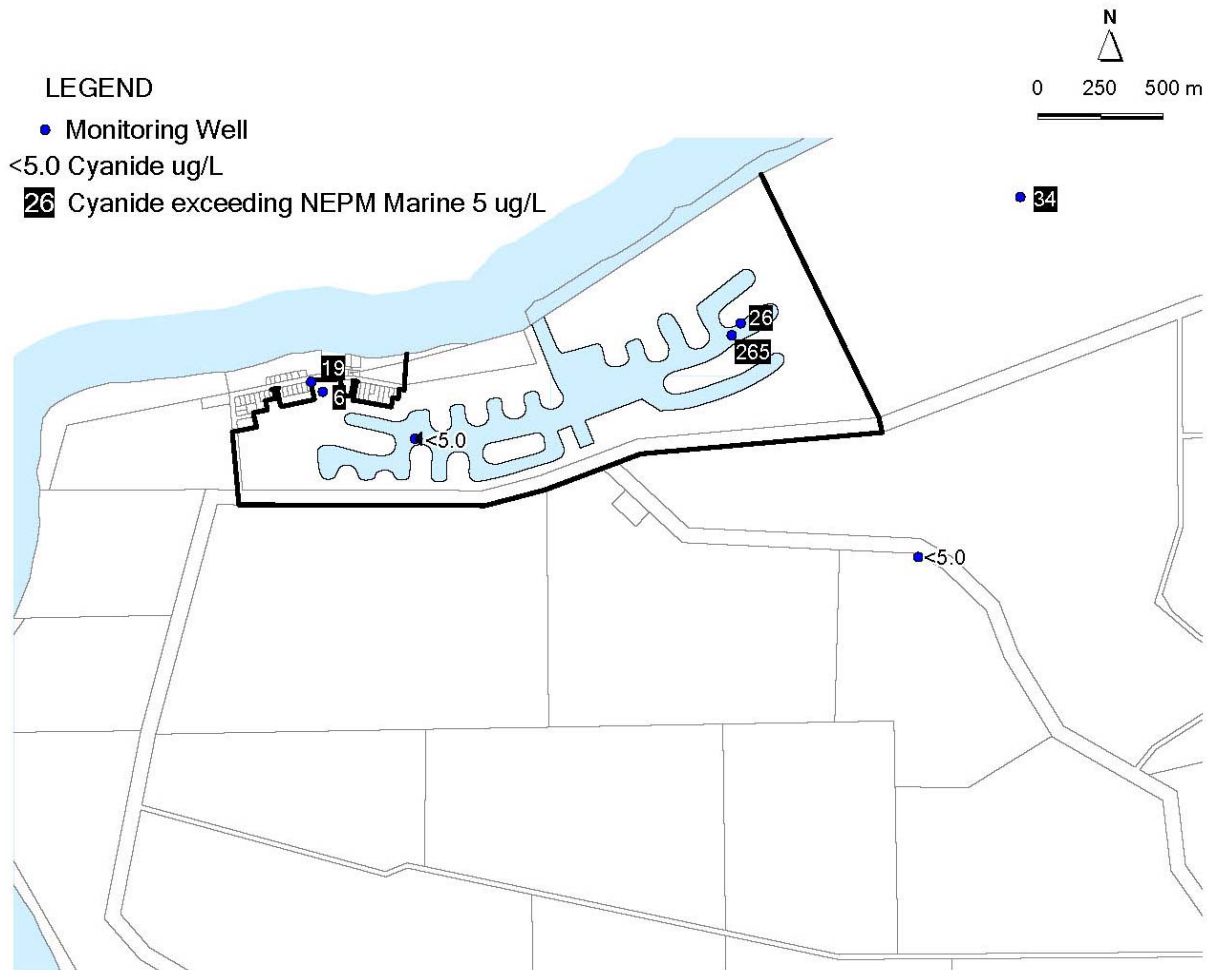 N
LEGEND
0 250 500 m
Monitoring Well
<5.0 Cyanide ug/L
26 Cyanide exceeding NEPM Marine 5 ug/L
34
26
265
19
6
<5.0
<5.0